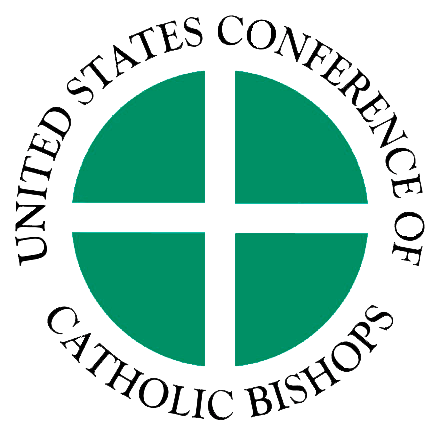 UNITED STATES CONFERENCE OF
CATHOLIC BISHOPS